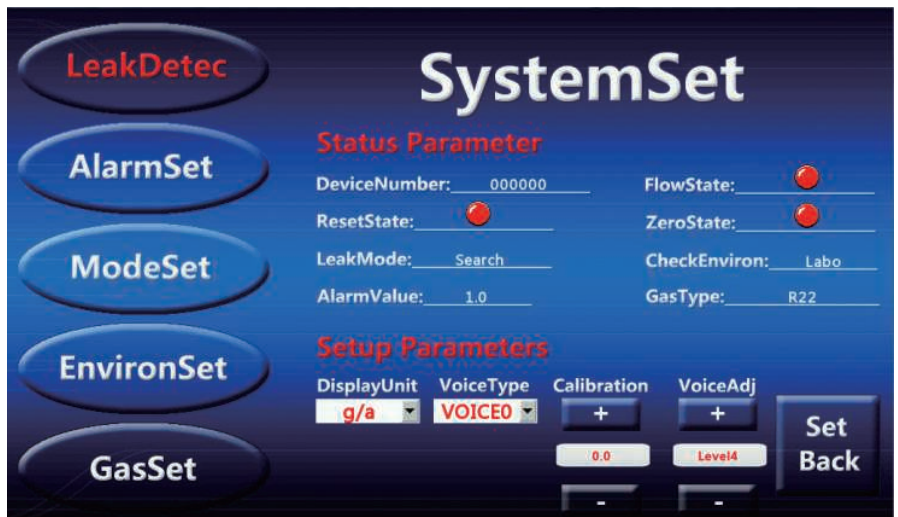 LeakDetec
SystemSet
AlarmSet
ModeSet
EnvironSet
GasSet
Status Parameter
DeviceNumber: 000000
FlowState:
ResetState:
ZeroState:
LeakMode: Search
CheckEnviron: Labo
AlarmValue: 1.0
GasType: R22
Setup Parameters
DisplayUnit VoiceType Calibration VoiceAdj
g/a VOICE0 + +
0.0 Level4
- -
Set
Back